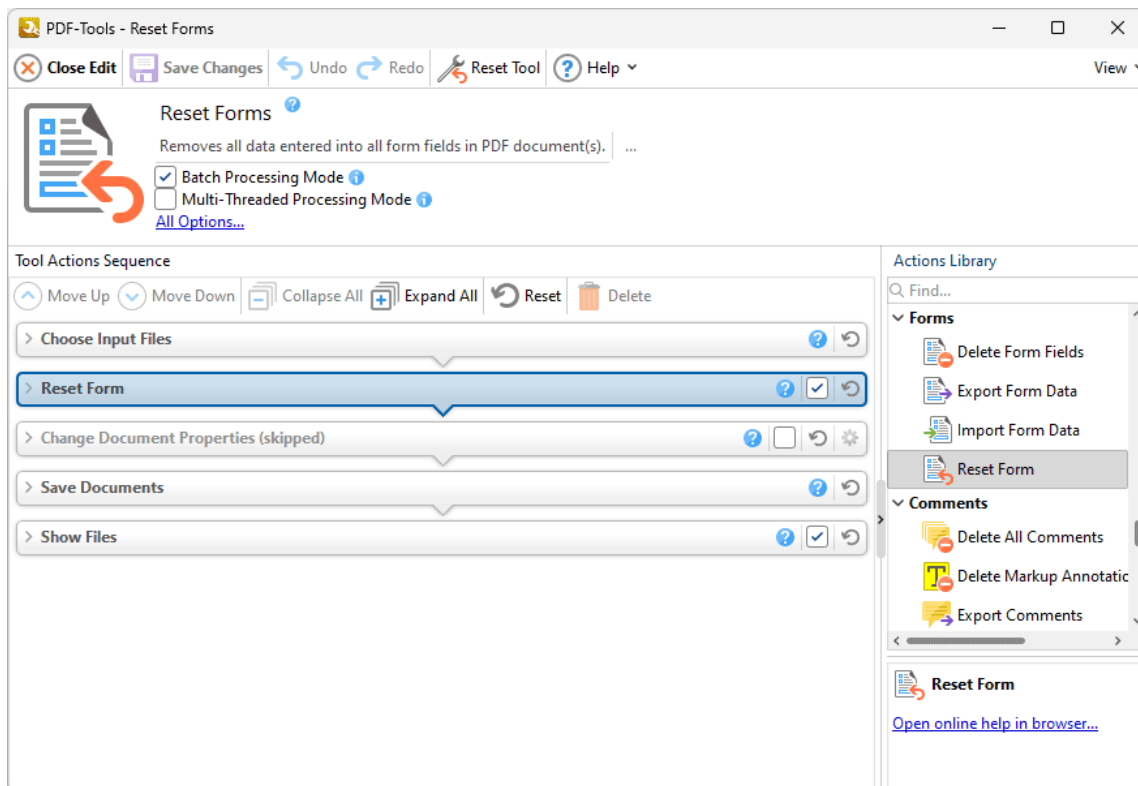 PDF-Tools - Reset Forms
Close Edit Save Changes Undo Redo Reset Tool Help View
Reset Forms
Removes all data entered into all form fields in PDF document(s). ...
Batch Processing Mode
Multi-Threaded Processing Mode
All Options...
Tool Actions Sequence
Move Up Move Down Collapse All Expand All Reset Delete
Choose Input Files
Reset Form
Change Document Properties (skipped)
Save Documents
Show Files
Actions Library
Find...
Forms
Delete Form Fields
Export Form Data
Import Form Data
Reset Form
Comments
Delete All Comments
Delete Markup Annotatic
Export Comments
Reset Form
Open online help in browser...